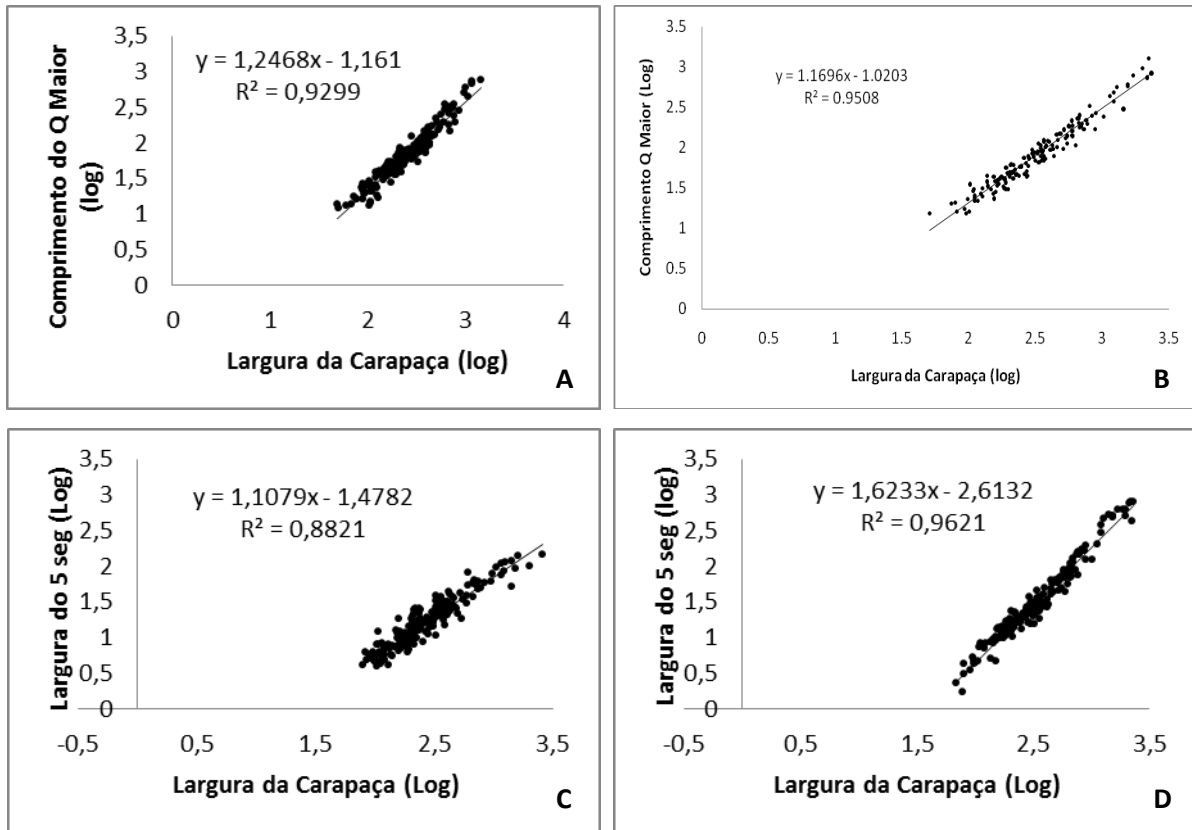 Comprimento do Q Maior
(log)
3,5
3
2,5
2
1,5
1
0,5
0
y = 1,2468x - 1,161
R² = 0,9299
0 1 2 3 4
Largura da Carapaça (log)
A
Comprimento Q Maior (Log)
3.5
3
2.5
2
1.5
1
0.5
0
y = 1.1696x - 1.0203
R² = 0.9508
0 0.5 1 1.5 2 2.5 3 3.5
Largura da Carapaça (log)
B
Largura do 5 seg (Log)
3,5
3
2,5
2
1,5
1
0,5
0
y = 1,1079x - 1,4782
R² = 0,8821
-0,5 0,5 1,5 2,5 3,5
Largura da Carapaça (Log)
C
Largura do 5 seg (log)
3,5
3
2,5
2
1,5
1
0,5
0
y = 1,6233x - 2,6132
R² = 0,9621
-0,5 0,5 1,5 2,5 3,5
Largura da Carapaça (Log)
D